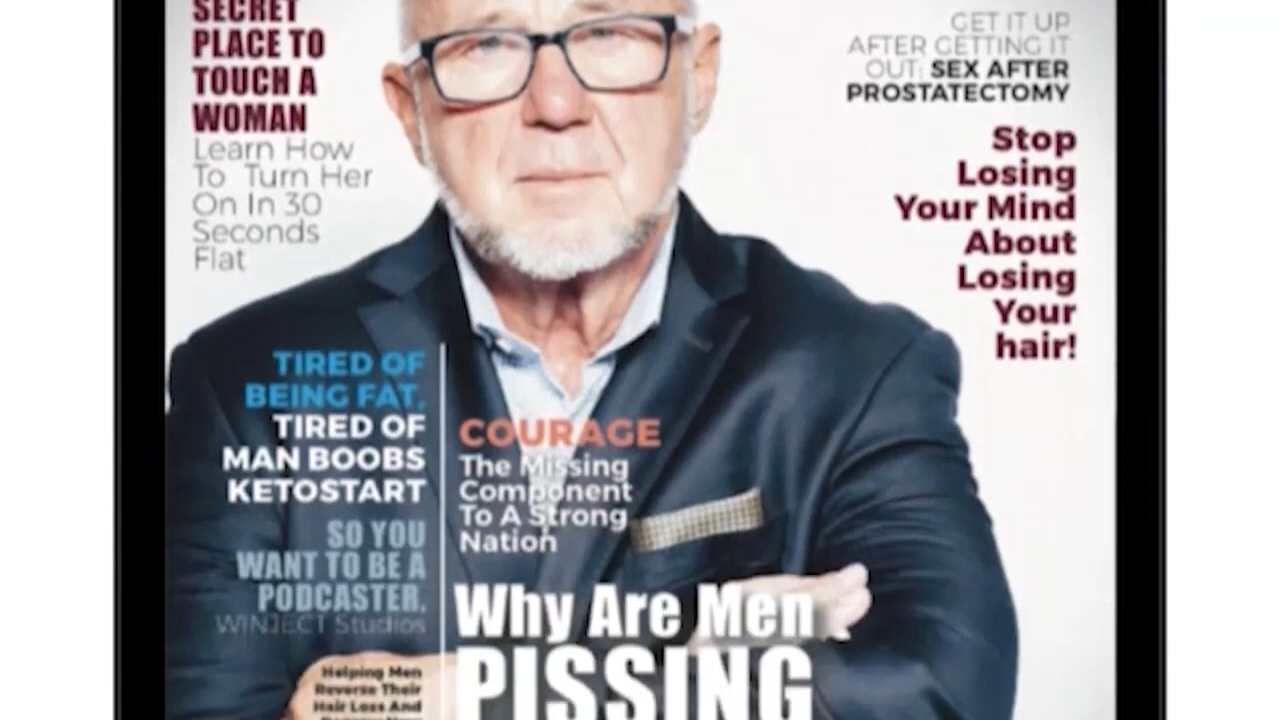 SECRET
PLACE TO
TOUCH A
WOMAN
Learn How
To Turn Her
On In 30
Seconds
Flat
GET IT UP
AFTER GETTING IT
OUT: SEX AFTER
PROSTATECTOMY
Stop
Losing
Your Mind
About
Losing
Your
hair!
TIRED OF
BEING FAT,
TIRED OF
MAN BOOBS
KETOSTART
SO YOU
WANT TO BE A
PODCASTER,
WINJECT Studios
Helping Men
Reverse Their
Hair Loss And
COURAGE
The Missing
Component
To A Strong
Nation
Why Are Men
PISSING